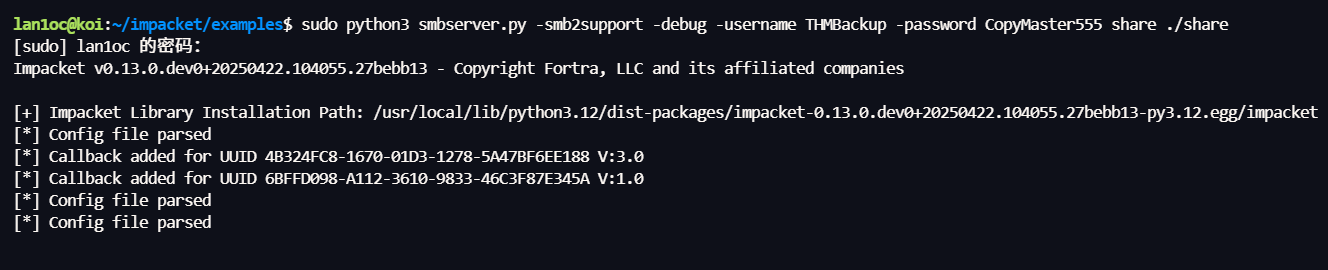 lan1oc@koi:~/impacket/examples$ sudo python3 smbserver.py -smb2support -debug -username THMBackup -password CopyMaster555 share ./share
[sudo] lan1oc 的密码：
Impacket v0.13.0.dev0+20250422.104055.27bebb13 - Copyright Fortra, LLC and its affiliated companies
[+] Impacket Library Installation Path: /usr/local/lib/python3.12/dist-packages/impacket-0.13.0.dev0+20250422.104055.27bebb13-py3.12.egg/impacket
[*] Config file parsed
[*] Callback added for UUID 4B324FC8-1670-01D3-1278-5A47BF6EE188 V:3.0
[*] Callback added for UUID 6BFFD098-A112-3610-9833-46C3F87E345A V:1.0
[*] Config file parsed
[*] Config file parsed